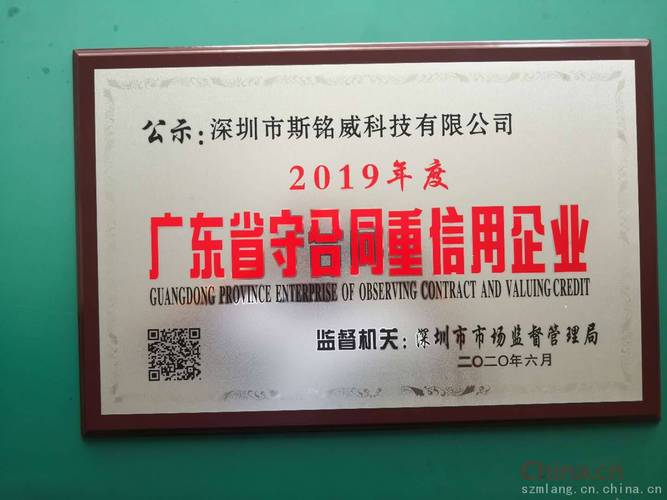 公示:深圳市斯铭威科技有限公司
2019年度
广东省守合同重信用企业
GUANGDONG PROVINCE ENTERPRISE OF OBSERVING CONTRACT AND VALUING CREDIT
监督机关:深圳市市场监督管理局
二〇二〇年六月
China.cn
szmlang.cn.china.cn